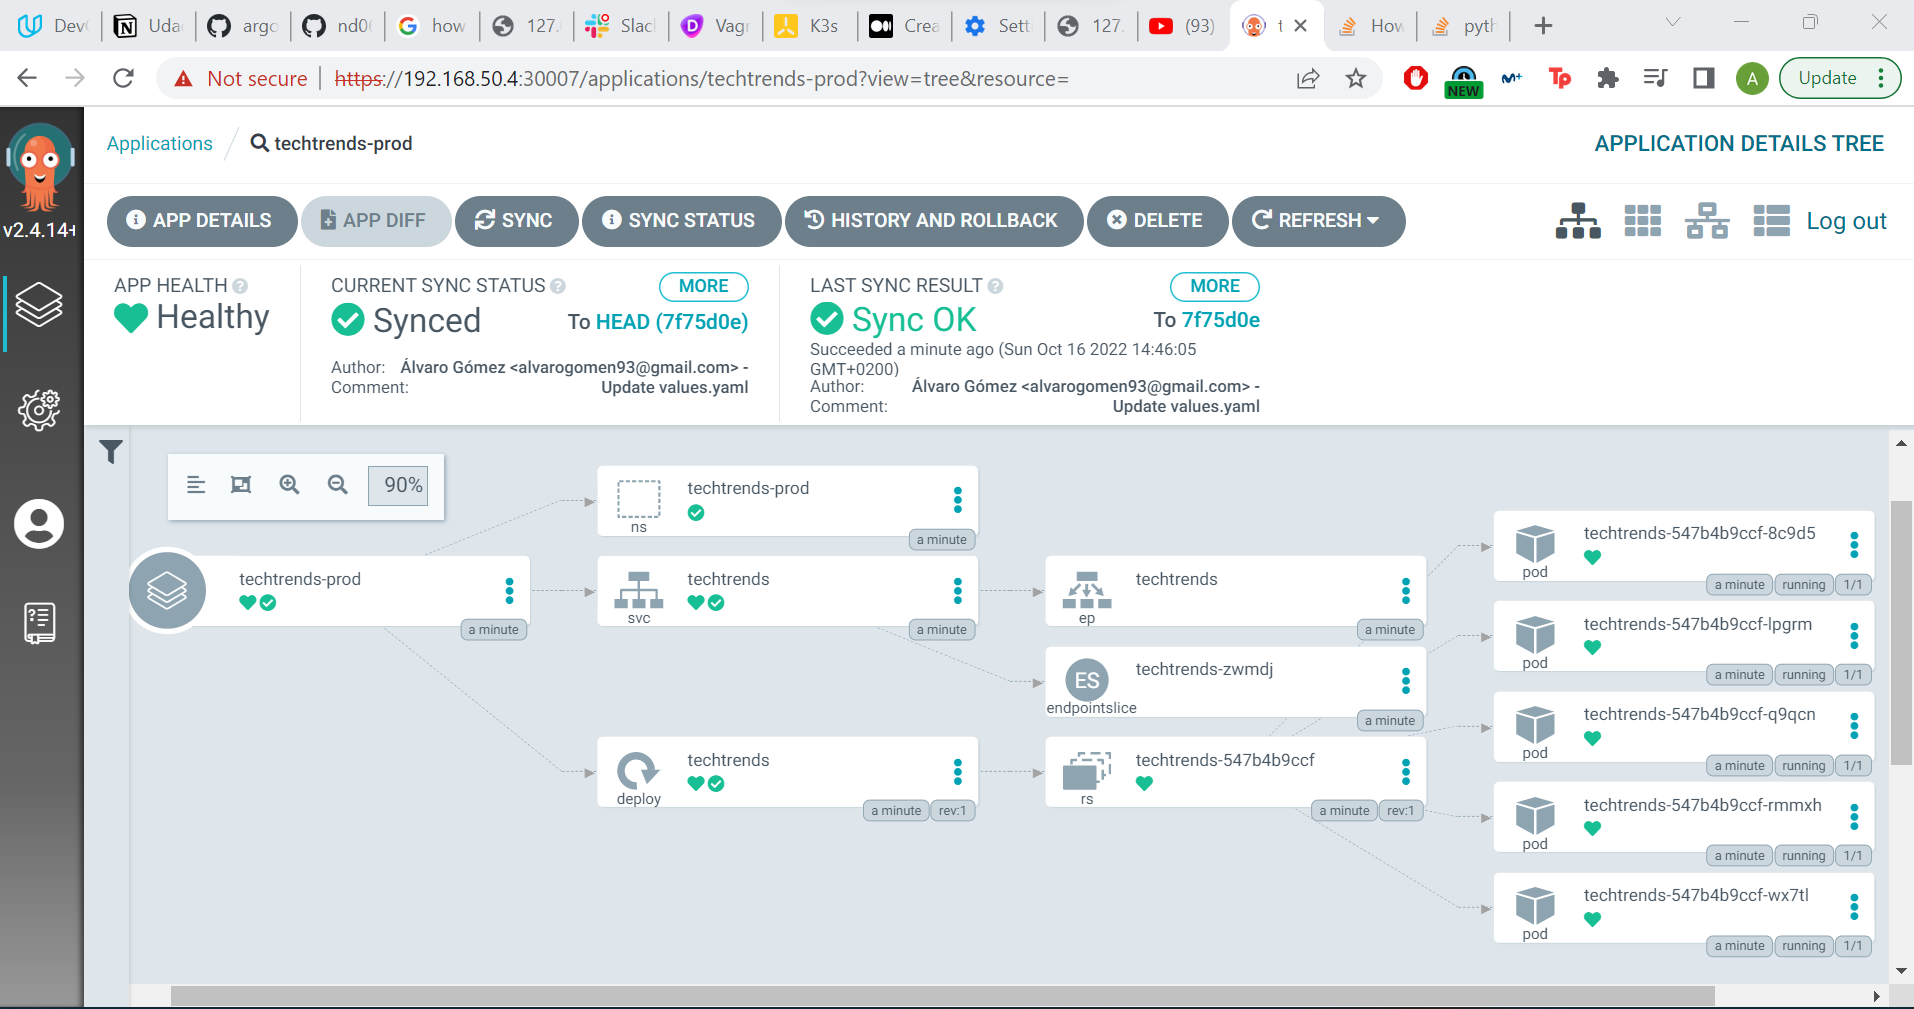 Dev
Uda
argo
nd06
how
127.
Slac
Vagr
K3s
Crea
Setti
127.
(93)
t
How
pyth
Not secure
https://192.168.50.4:30007/applications/techtrends-prod?view=tree&resource=
NEW
M+
Tp
A
Update
Applications
techtrends-prod
APPLICATION DETAILS TREE
v2.4.14+
APP DETAILS
APP DIFF
SYNC
SYNC STATUS
HISTORY AND ROLLBACK
DELETE
REFRESH
Log out
APP HEALTH
Healthy
CURRENT SYNC STATUS
MORE
Synced
To HEAD (7f75d0e)
Author: Álvaro Gómez <alvarogomen93@gmail.com> -
Comment: Update values.yaml
LAST SYNC RESULT
MORE
Sync OK
To 7f75d0e
Succeeded a minute ago (Sun Oct 16 2022 14:46:05
GMT+0200)
Author: Álvaro Gómez <alvarogomen93@gmail.com> -
Comment: Update values.yaml
90%
techtrends-prod
a minute
ns
techtrends-prod
a minute
svc
techtrends
a minute
deploy
techtrends
a minute
rev:1
ep
techtrends
a minute
ES
endpointslice
techtrends-zwmdj
a minute
rs
techtrends-547b4b9ccf
a minute
rev:1
pod
techtrends-547b4b9ccf-8c9d5
a minute
running
1/1
pod
techtrends-547b4b9ccf-lpgrm
a minute
running
1/1
pod
techtrends-547b4b9ccf-q9qcn
a minute
running
1/1
pod
techtrends-547b4b9ccf-rmmxh
a minute
running
1/1
pod
techtrends-547b4b9ccf-wx7tl
a minute
running
1/1